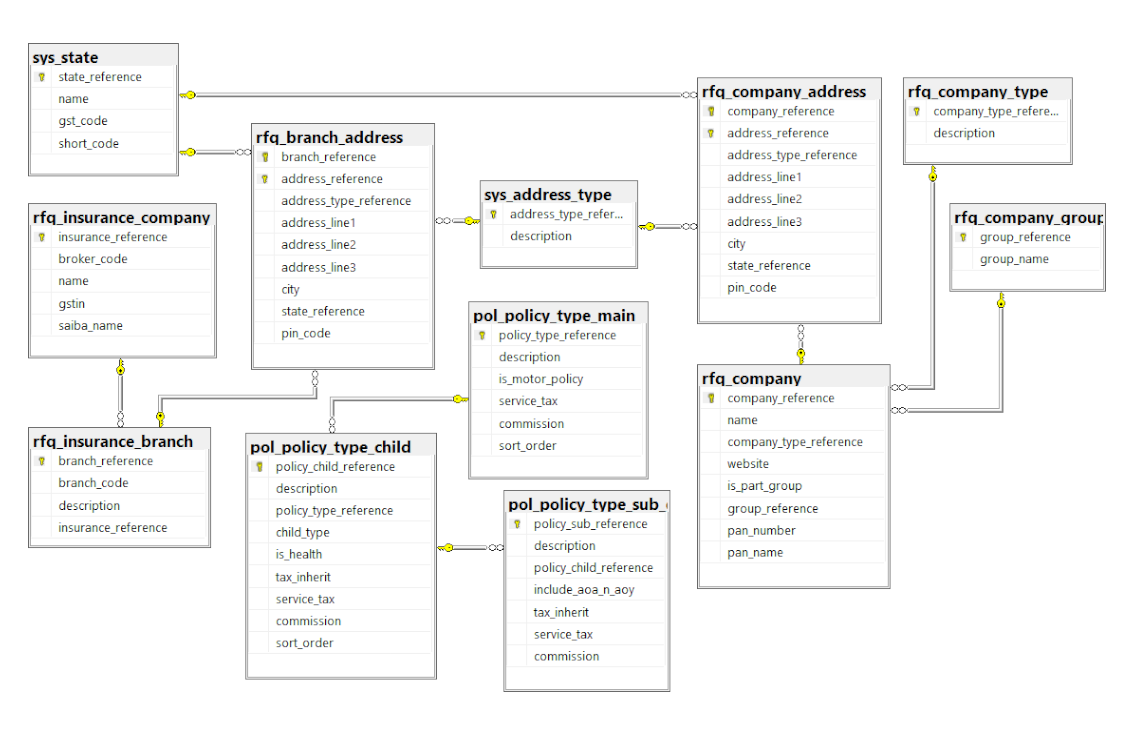 sys_state
state_reference
name
gst_code
short_code
rfq_branch_address
branch_reference
address_reference
address_type_reference
address_line1
address_line2
address_line3
city
state_reference
pin_code
sys_address_type
address_type_refer...
description
rfq_company_address
company_reference
address_reference
address_type_reference
address_line1
address_line2
address_line3
city
state_reference
pin_code
rfq_company_type
company_type_refere...
description
rfq_company_group
group_reference
group_name
rfq_insurance_company
insurance_reference
broker_code
name
gstin
saiba_name
pol_policy_type_main
policy_type_reference
description
is_motor_policy
service_tax
commission
sort_order
rfq_company
company_reference
name
company_type_reference
website
is_part_group
group_reference
pan_number
pan_name
rfq_insurance_branch
branch_reference
branch_code
description
insurance_reference
pol_policy_type_child
policy_child_reference
description
policy_type_reference
child_type
is_health
tax_inherit
service_tax
commission
sort_order
pol_policy_type_sub_
policy_sub_reference
description
policy_child_reference
include_aoa_n_aoy
tax_inherit
service_tax
commission